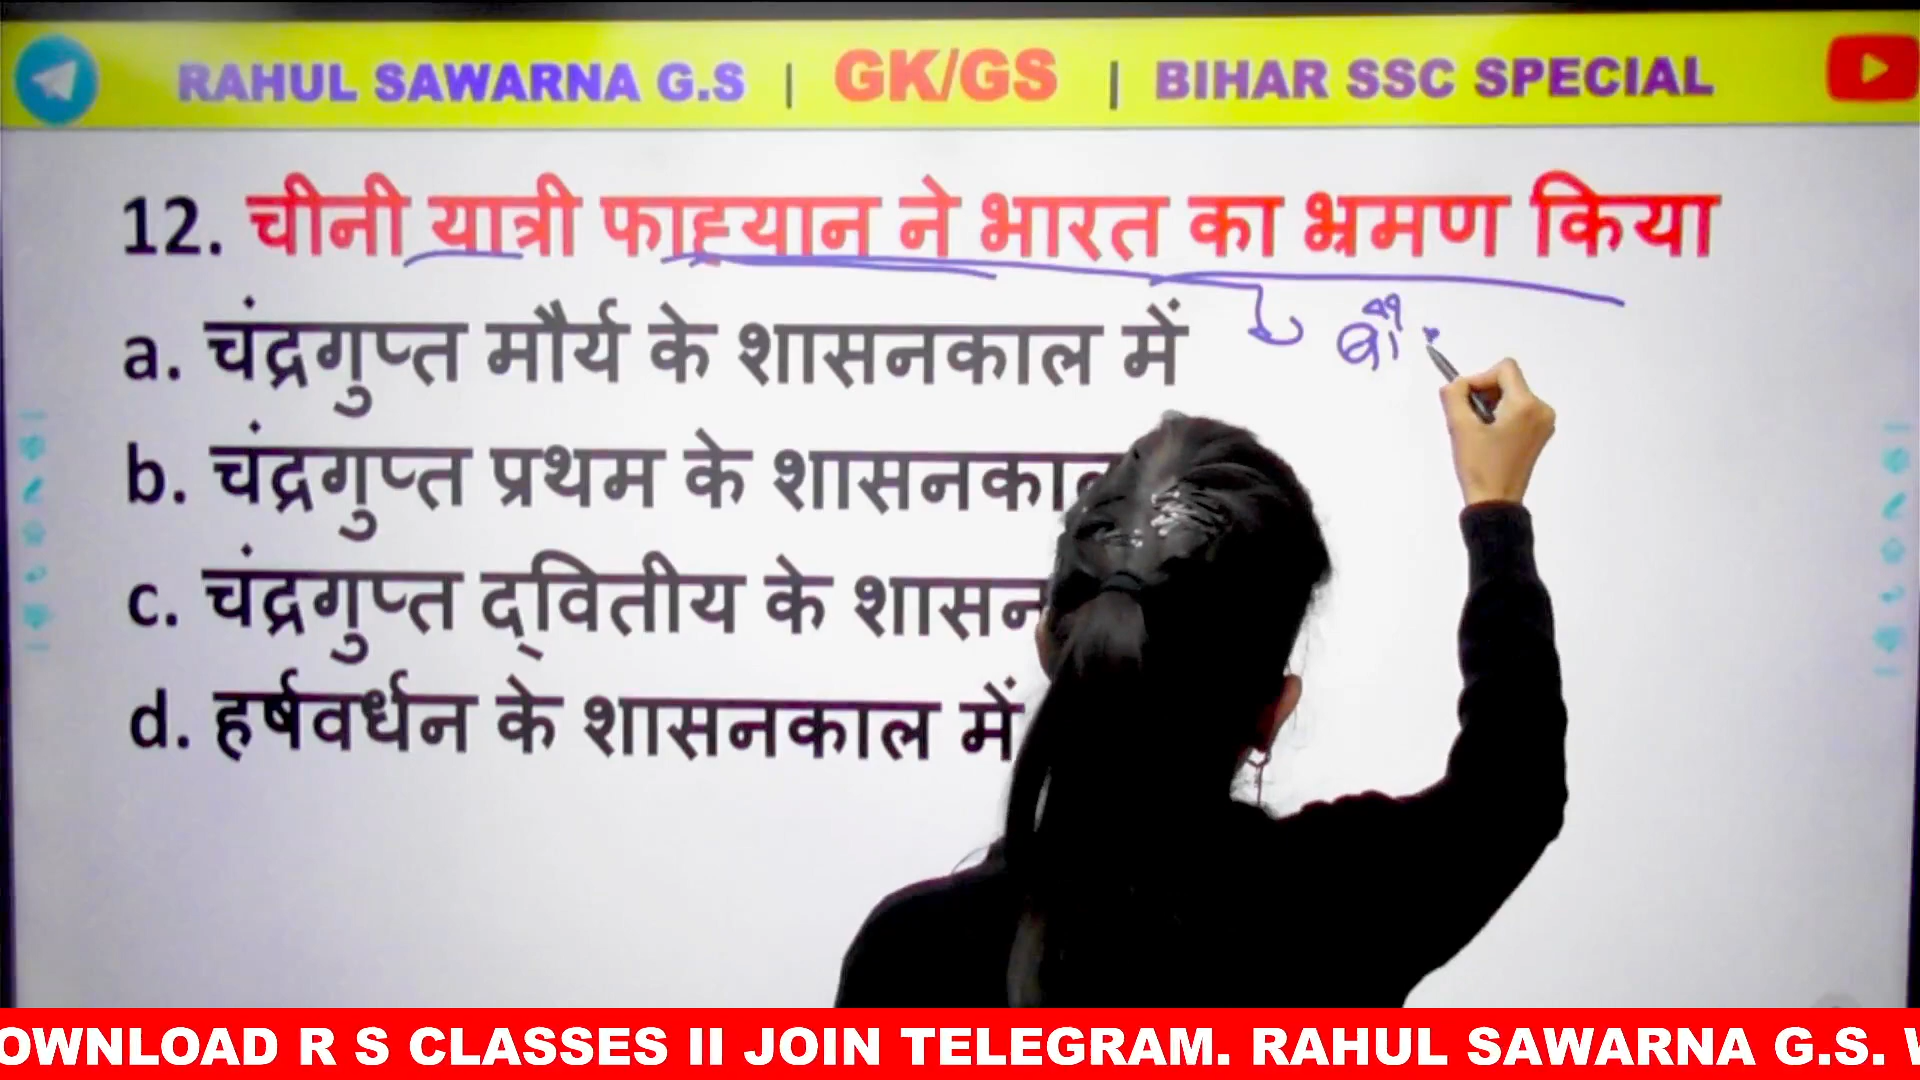 RAHUL SAWARNA G.S | GK/GS | BIHAR SSC SPECIAL
12. चीनी यात्री फाह्यान ने भारत का भ्रमण किया
a. चंद्रगुप्त मौर्य के शासनकाल में
b. चंद्रगुप्त प्रथम के शासनकाल
c. चंद्रगुप्त द्वितीय के शासन
d. हर्षवर्धन के शासनकाल में
OWNLOAD R S CLASSES II JOIN TELEGRAM. RAHUL SAWARNA G.S. W